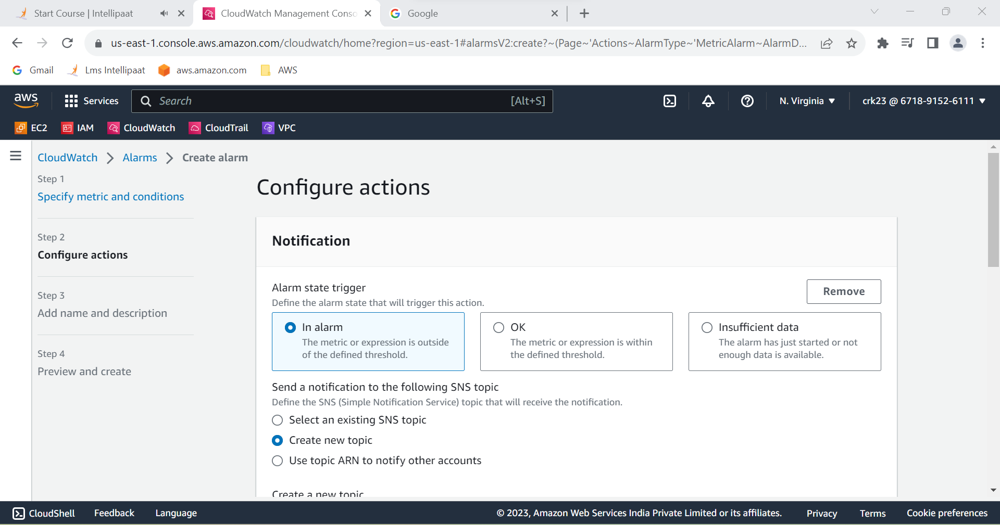 Start Course | Intellipaat
CloudWatch Management Conso
Google
us-east-1.console.aws.amazon.com/cloudwatch/home?region=us-east-1#alarmsV2:create?~(Page~'Actions~AlarmType~'MetricAlarm~AlarmD...
Gmail
Lms Intellipaat
aws.amazon.com
AWS
aws
Services
Search
[Alt+S]
N. Virginia
crk23 @ 6718-9152-6111
EC2
IAM
CloudWatch
CloudTrail
VPC
CloudWatch
Alarms
Create alarm
Step 1
Specify metric and conditions
Step 2
Configure actions
Step 3
Add name and description
Step 4
Preview and create
Configure actions
Notification
Alarm state trigger
Define the alarm state that will trigger this action.
Remove
In alarm
The metric or expression is outside
of the defined threshold.
OK
The metric or expression is within
the defined threshold.
Insufficient data
The alarm has just started or not
enough data is available.
Send a notification to the following SNS topic
Define the SNS (Simple Notification Service) topic that will receive the notification.
Select an existing SNS topic
Create new topic
Use topic ARN to notify other accounts
Create a new topic
CloudShell
Feedback
Language
© 2023, Amazon Web Services India Private Limited or its affiliates.
Privacy
Terms
Cookie preferences